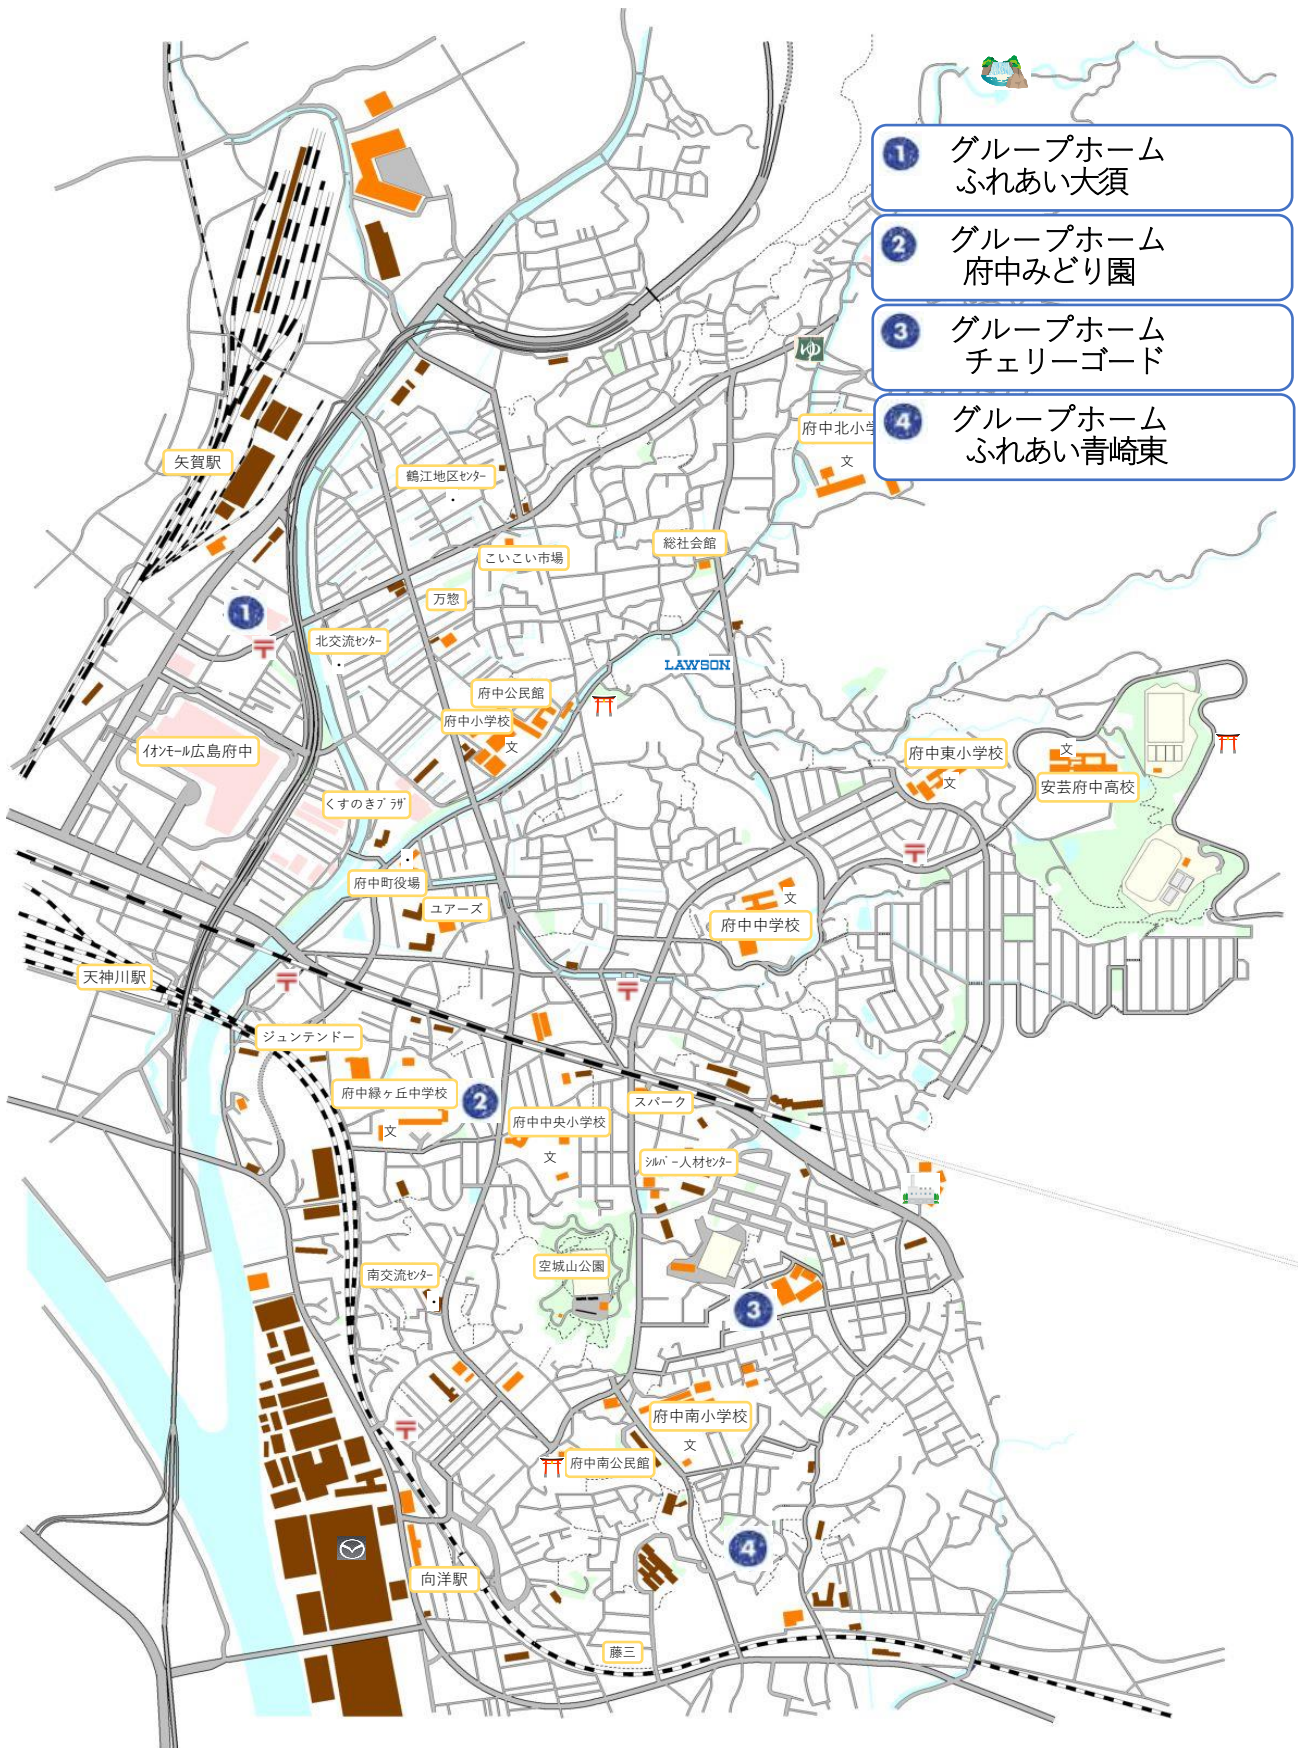 1 グループホーム
ふれあい大須
2 グループホーム
府中みどり園
3 グループホーム
チェリーゴード
4 グループホーム
ふれあい青崎東
ゆ
府中北小学
文
矢賀駅
鶴江地区ｾﾝﾀｰ
こいこい市場
総社会館
万惣
1
北交流ｾﾝﾀｰ
LAWSON
府中公民館
府中小学校
文
ｲｵﾝﾓｰﾙ広島府中
府中東小学校
文
文
安芸府中高校
くすのきﾌﾟﾗｻﾞ
府中町役場
ユアーズ
文
府中中学校
天神川駅
ジュンテンドー
府中緑ヶ丘中学校
文
2
スパーク
府中中央小学校
文
ｼﾙﾊﾞｰ人材ｾﾝﾀｰ
空城山公園
南交流ｾﾝﾀｰ
3
府中南小学校
文
府中南公民館
4
向洋駅
藤三